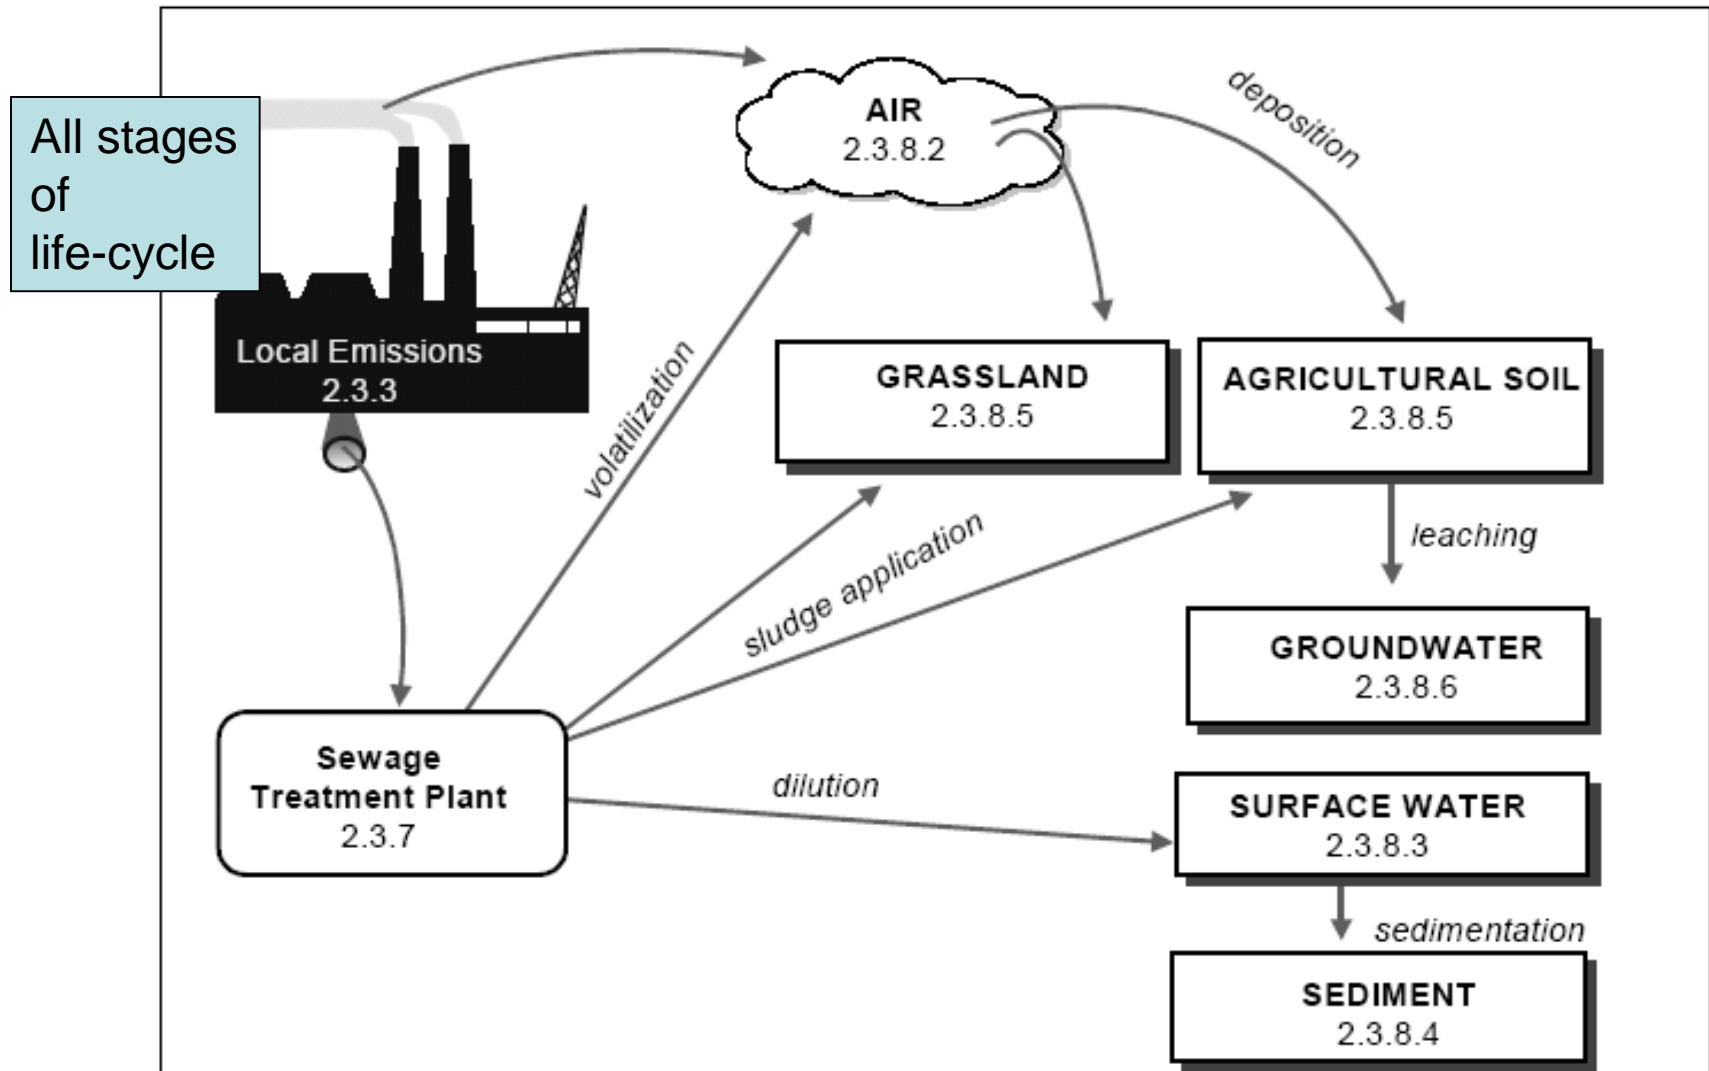 All stages
of
life-cycle
AIR
2.3.8.2
deposition
Local Emissions
2.3.3
volatilization
GRASSLAND
2.3.8.5
AGRICULTURAL SOIL
2.3.8.5
leaching
sludge application
GROUNDWATER
2.3.8.6
Sewage
Treatment Plant
2.3.7
dilution
SURFACE WATER
2.3.8.3
sedimentation
SEDIMENT
2.3.8.4